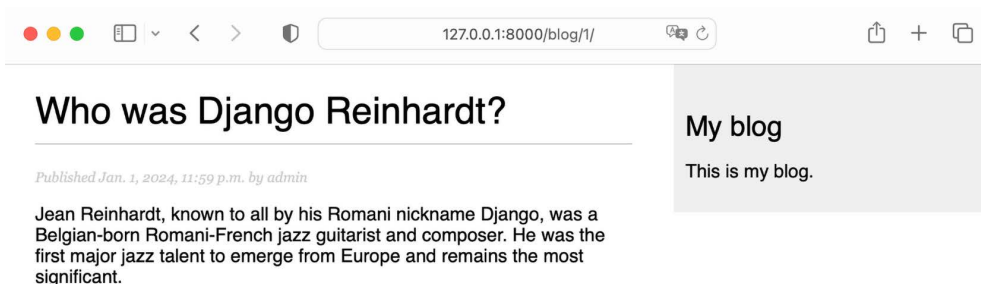 127.0.0.1:8000/blog/1/
Who was Django Reinhardt?
Published Jan. 1, 2024, 11:59 p.m. by admin
Jean Reinhardt, known to all by his Romani nickname Django, was a
Belgian-born Romani-French jazz guitarist and composer. He was the
first major jazz talent to emerge from Europe and remains the most
significant.
My blog
This is my blog.